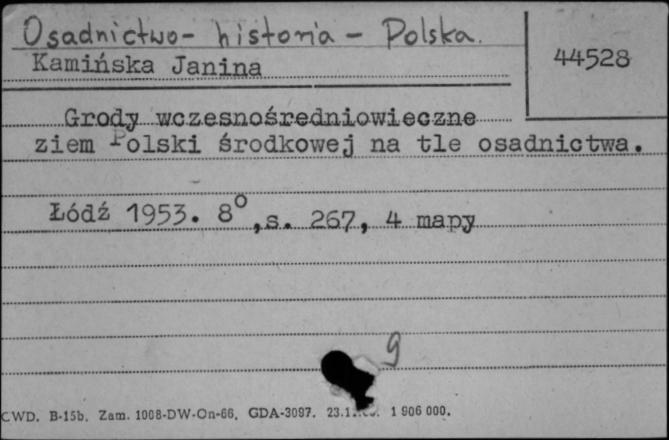 Osadnictwo - historia - Polska.
44528
Kamińska Janina
Grody wczesnośredniowieczne
ziem Polski środkowej na tle osadnictwa.
Łódź 1953. 8°, s. 267, 4 mapy
9
CWD. B-15b. Zam. 1008-DW-On-66. GDA-3097. 1 906 000.